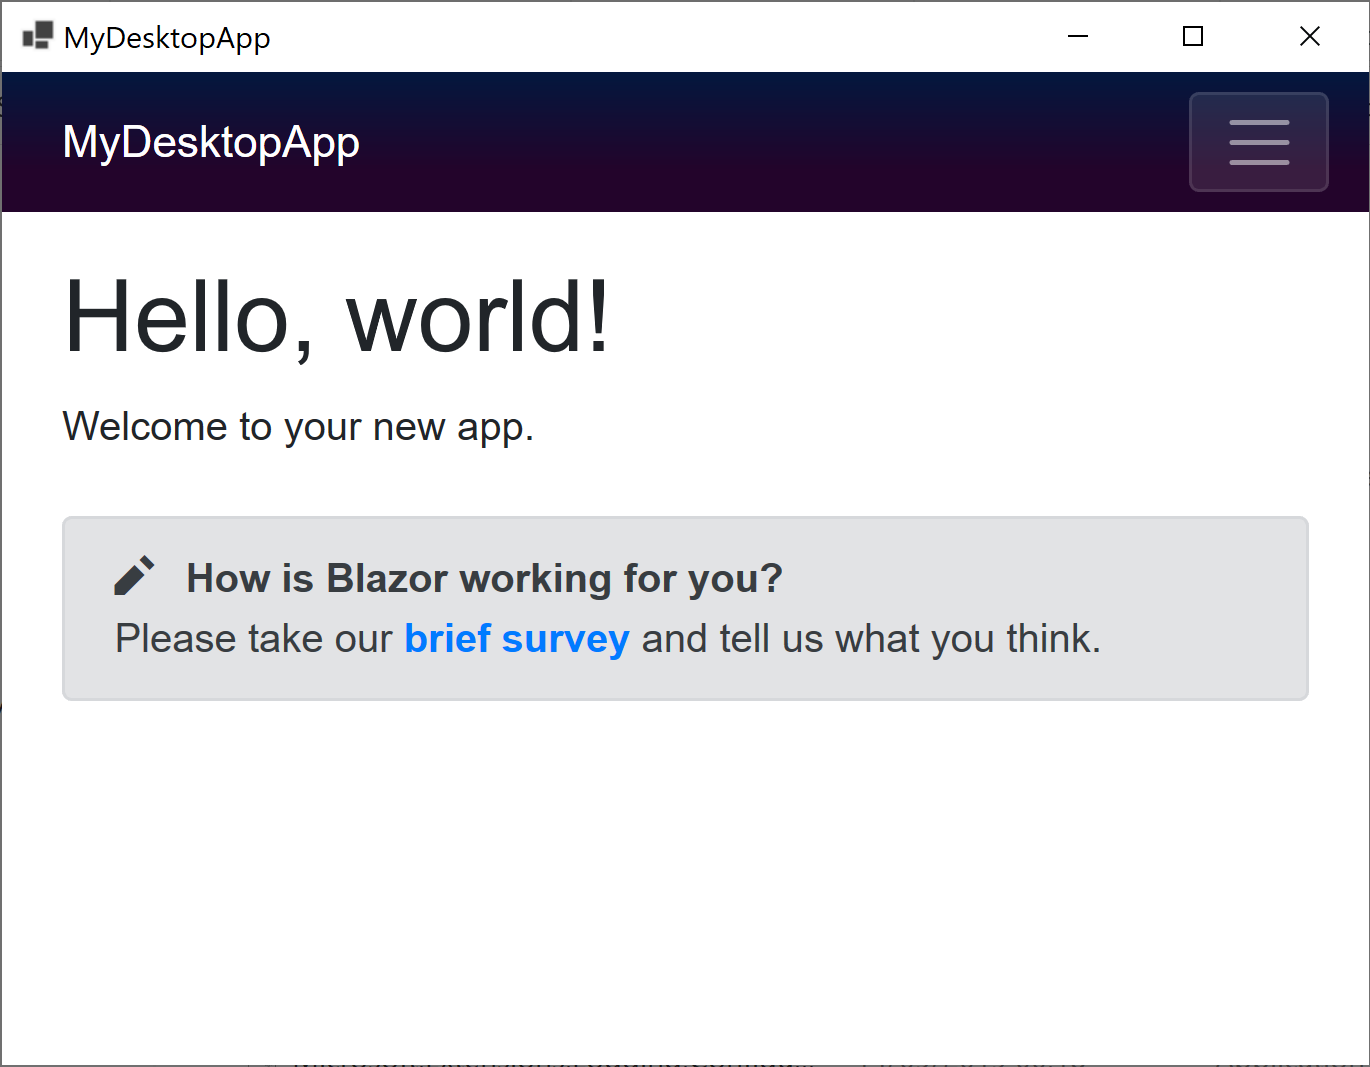 MyDesktopApp
MyDesktopApp
Hello, world!
Welcome to your new app.
How is Blazor working for you?
Please take our brief survey and tell us what you think.